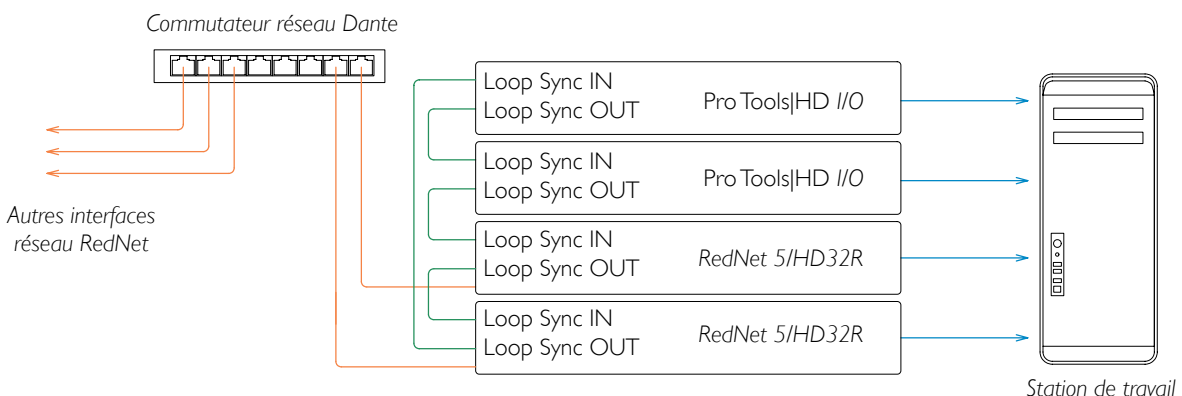 Commutateur réseau Dante
Loop Sync IN
Loop Sync OUT
Pro Tools|HD I/O
Loop Sync IN
Loop Sync OUT
Pro Tools|HD I/O
Loop Sync IN
Loop Sync OUT
RedNet 5/HD32R
Loop Sync IN
Loop Sync OUT
RedNet 5/HD32R
Autres interfaces
réseau RedNet
Station de travail